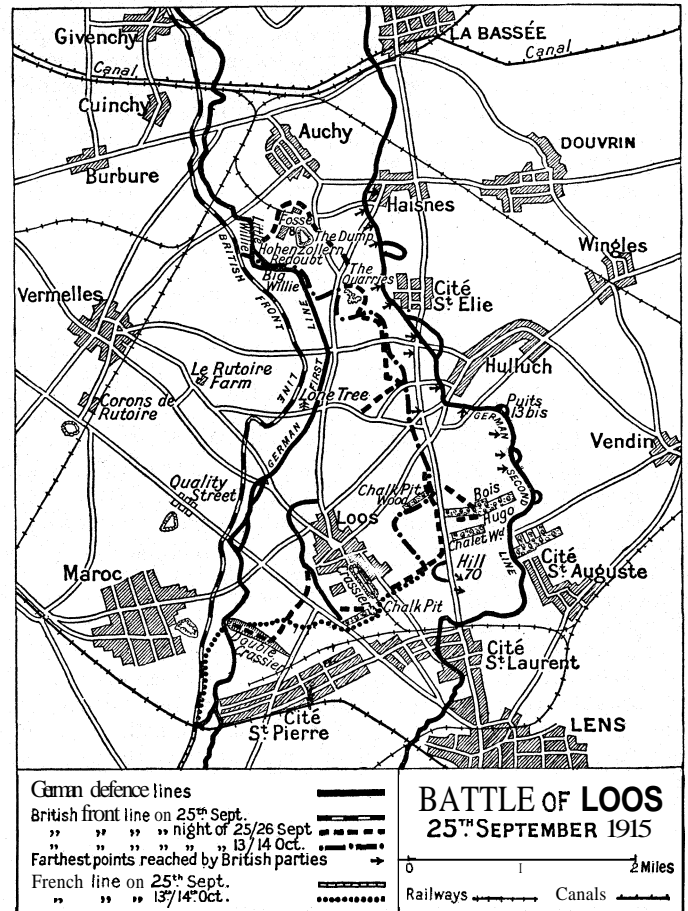 Givenchy
LA BASSÉE
Canal
Canal
Cuinchy
Auchy
DOUVRIN
Burbure
Haisnes
Fosse
Little
Willie
The Dump
Hohenzollern
Redoubt
Big
Willie
The
Quarries
Wingles
BRITISH
FRONT
LINE
Vermelles
Cité
St Elie
Le Rutoire
Farm
Hulluch
Corons de
Rutoire
Lone Tree
GERMAN
FIRST
LINE
Puits
13 bis
GERMAN
SECOND
LINE
Vendin
Quality
Street
Chalk Pit
Wood
Bois
Hugo
Loos
Chalet Wd
Hill
70
Cité
St Auguste
Maroc
Crassier
Chalk Pit
Double
Crassier
Cité
St Laurent
Cité
St Pierre
LENS
German defence lines
British front line on 25th Sept.
„ „ „ „ night of 25/26 Sept
„ „ „ „ „ „ 13/14 Oct.
Farthest points reached by British parties
French line on 25th Sept.
„ „ „ 13th/14th Oct.
BATTLE OF LOOS
25TH SEPTEMBER 1915
0 1 2 Miles
Railways Canals